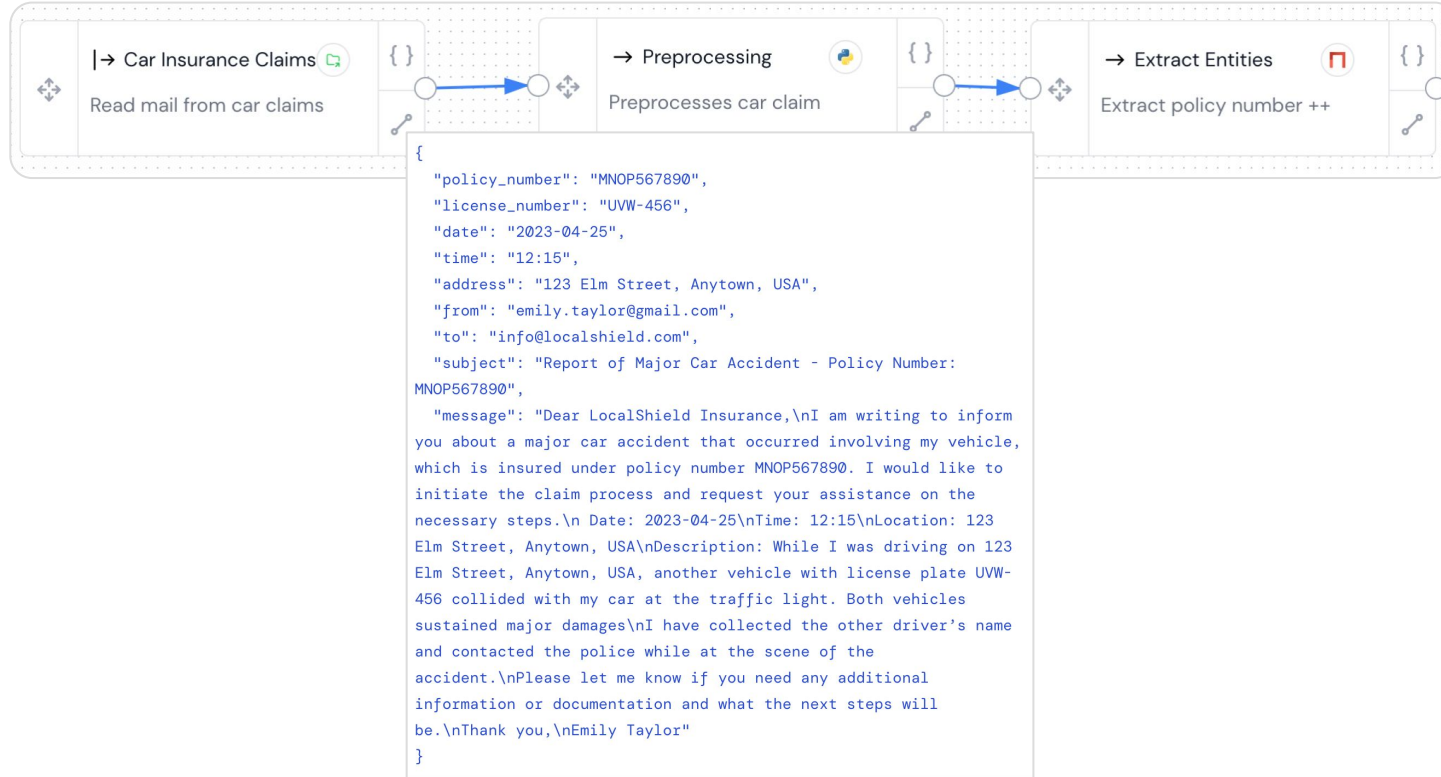 |→ Car Insurance Claims
{ }
Read mail from car claims
→ Preprocessing
{ }
Preprocesses car claim
→ Extract Entities
{ }
Extract policy number ++
{
"policy_number": "MNOP567890",
"license_number": "UVW-456",
"date": "2023-04-25",
"time": "12:15",
"address": "123 Elm Street, Anytown, USA",
"from": "emily.taylor@gmail.com",
"to": "info@localshield.com",
"subject": "Report of Major Car Accident - Policy Number:
MNOP567890",
"message": "Dear LocalShield Insurance,\nI am writing to inform
you about a major car accident that occurred involving my vehicle,
which is insured under policy number MNOP567890. I would like to
initiate the claim process and request your assistance on the
necessary steps.\n Date: 2023-04-25\nTime: 12:15\nLocation: 123
Elm Street, Anytown, USA\nDescription: While I was driving on 123
Elm Street, Anytown, USA, another vehicle with license plate UVW-
456 collided with my car at the traffic light. Both vehicles
sustained major damages\nI have collected the other driver’s name
and contacted the police while at the scene of the
accident.\nPlease let me know if you need any additional
information or documentation and what the next steps will
be.\nThank you,\nEmily Taylor"
}